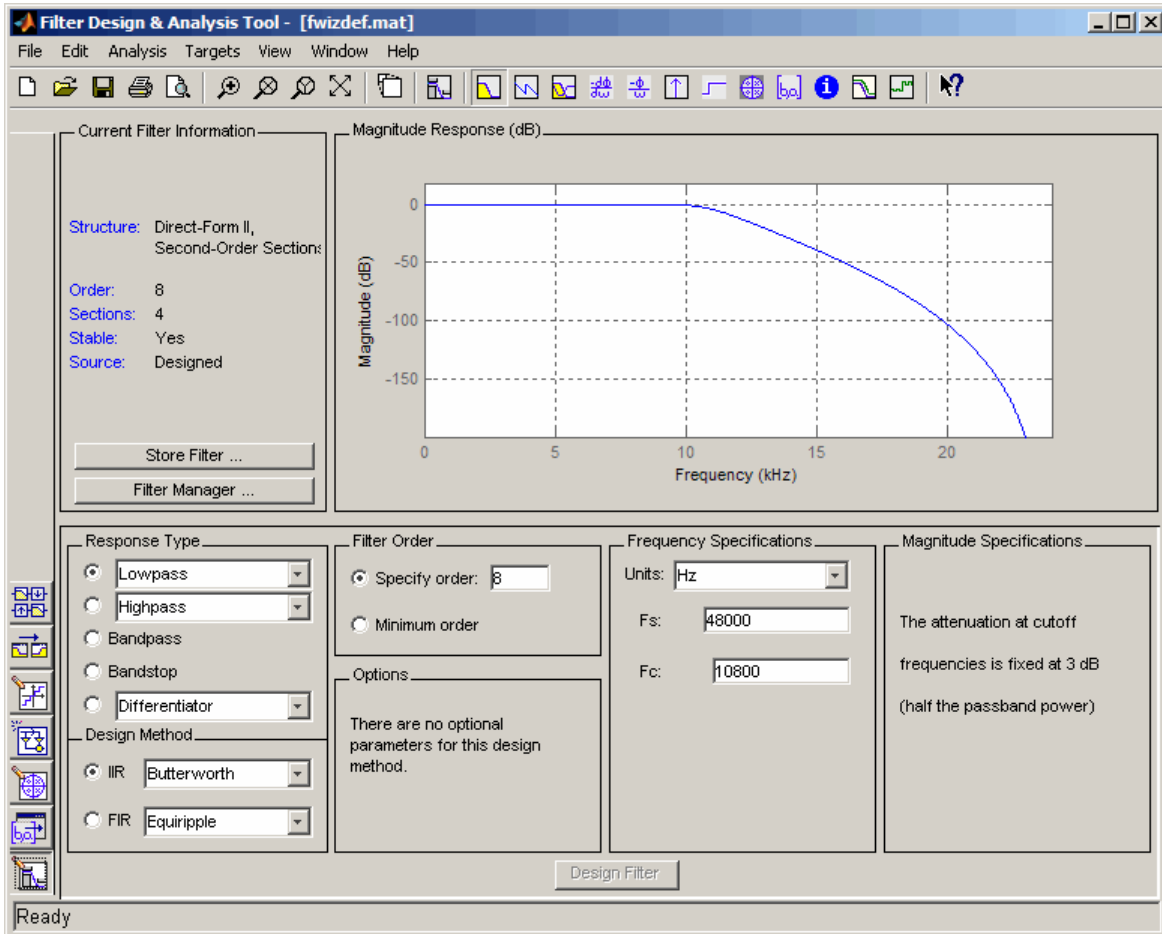 Filter Design & Analysis Tool - [fwizdef.mat]
File Edit Analysis Targets View Window Help
Current Filter Information
Structure: Direct-Form II,
Second-Order Sections
Order: 8
Sections: 4
Stable: Yes
Source: Designed
Store Filter ...
Filter Manager ...
Magnitude Response (dB)
Magnitude (dB)
0
-50
-100
-150
0 5 10 15 20
Frequency (kHz)
Response Type
Lowpass
Highpass
Bandpass
Bandstop
Differentiator
Design Method
IIR Butterworth
FIR Equiripple
Filter Order
Specify order: 8
Minimum order
Options
There are no optional
parameters for this design
method.
Frequency Specifications
Units: Hz
Fs: 48000
Fc: 10800
Magnitude Specifications
The attenuation at cutoff
frequencies is fixed at 3 dB
(half the passband power)
Design Filter
Ready